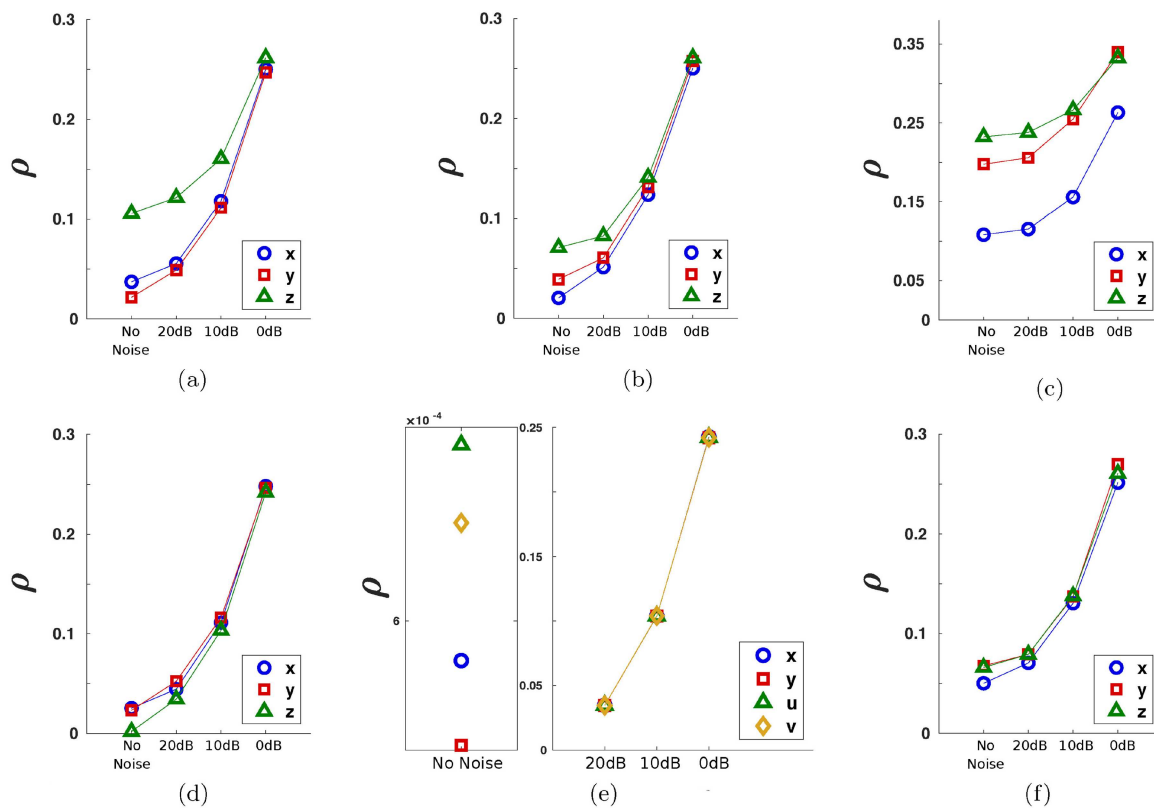 0.3
0.2
0.1
0
ρ
No
Noise
20dB
10dB
0dB
x
y
z
(a)
0.3
0.2
0.1
0
ρ
No
Noise
20dB
10dB
0dB
x
y
z
(b)
0.35
0.25
0.15
0.05
ρ
No
Noise
20dB
10dB
0dB
x
y
z
(c)
0.3
0.2
0.1
0
ρ
No
Noise
20dB
10dB
0dB
x
y
z
(d)
×10 -4
6
ρ
No Noise
0.25
0.15
0.05
0
20dB
10dB
0dB
x
y
u
v
(e)
0.3
0.2
0.1
0
ρ
No
Noise
20dB
10dB
0dB
x
y
z
(f)